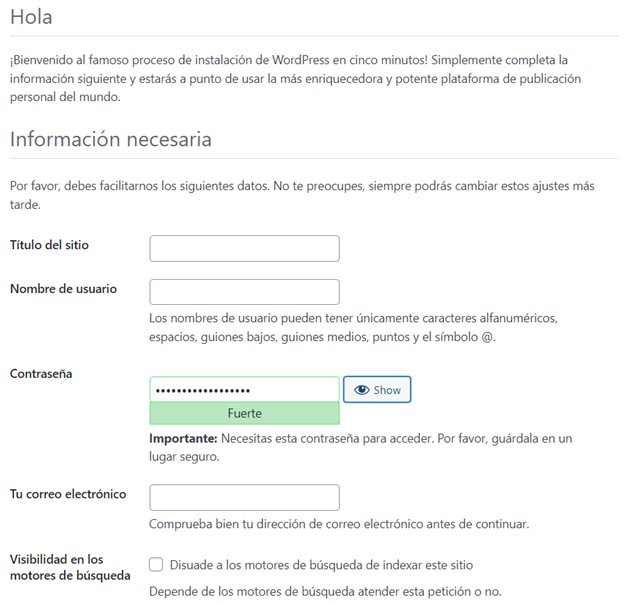 Hola
¡Bienvenido al famoso proceso de instalación de WordPress en cinco minutos! Simplemente completa la
información siguiente y estarás a punto de usar la más enriquecedora y potente plataforma de publicación
personal del mundo.
Información necesaria
Por favor, debes facilitarnos los siguientes datos. No te preocupes, siempre podrás cambiar estos ajustes más
tarde.
Título del sitio
Nombre de usuario
Los nombres de usuario pueden tener únicamente caracteres alfanuméricos,
espacios, guiones bajos, guiones medios, puntos y el símbolo @.
Contraseña
••••••••••••••••••
Show
Fuerte
Importante: Necesitas esta contraseña para acceder. Por favor, guárdala en un
lugar seguro.
Tu correo electrónico
Comprueba bien tu dirección de correo electrónico antes de continuar.
Visibilidad en los
motores de búsqueda
Disuade a los motores de búsqueda de indexar este sitio
Depende de los motores de búsqueda atender esta petición o no.